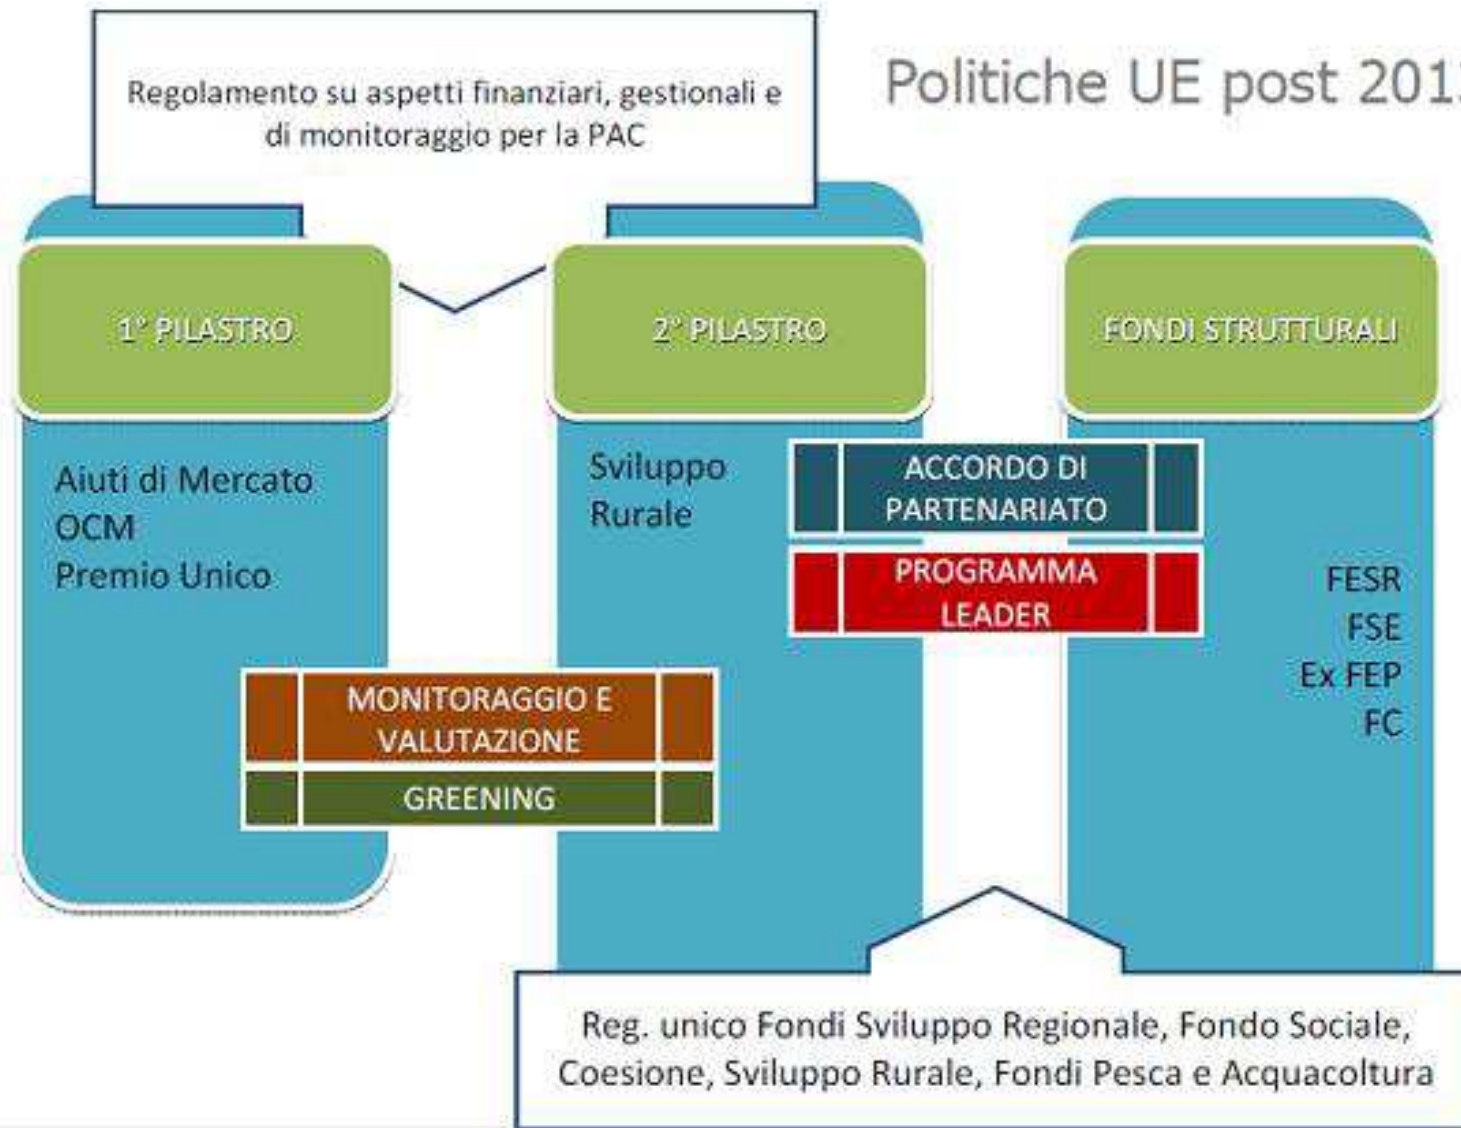 Politiche UE post 201
Regolamento su aspetti finanziari, gestionali e
di monitoraggio per la PAC
1° PILASTRO
2° PILASTRO
FONDI STRUTTURALI
Aiuti di Mercato
OCM
Premio Unico
Sviluppo
Rurale
ACCORDO DI
PARTENARIATO
PROGRAMMA
LEADER
FESR
FSE
Ex FEP
FC
MONITORAGGIO E
VALUTAZIONE
GREENING
Reg. unico Fondi Sviluppo Regionale, Fondo Sociale,
Coesione, Sviluppo Rurale, Fondi Pesca e Acquacoltura